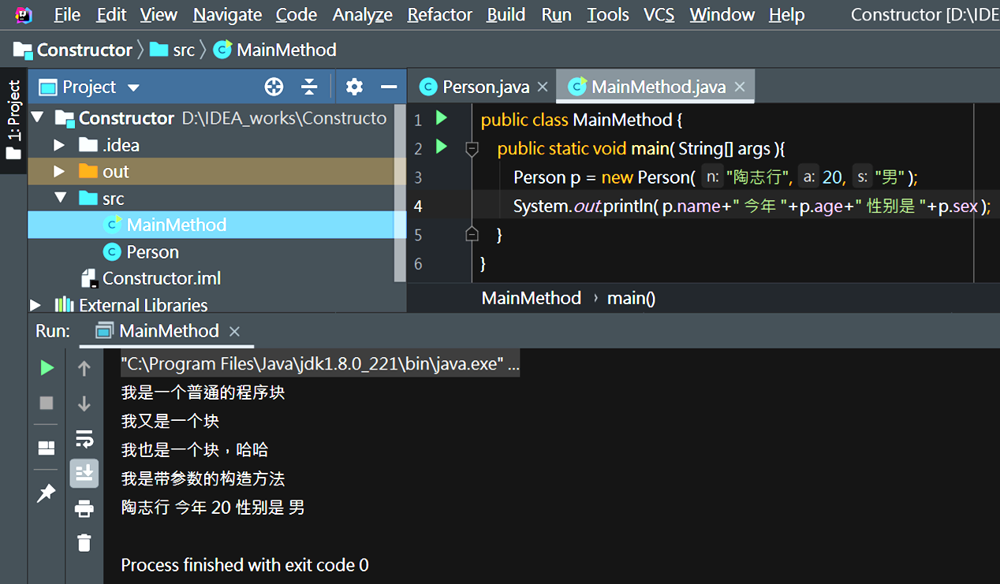 File Edit View Navigate Code Analyze Refactor Build Run Tools VCS Window Help Constructor [D:\IDE
Constructor src MainMethod
1: Project
Project
Person.java
MainMethod.java
Constructor D:\IDEA_works\Constructo
.idea
out
src
MainMethod
Person
Constructor.iml
External Libraries
1 public class MainMethod {
2 public static void main( String[] args ){
3 Person p = new Person( n: "陶志行", a: 20, s: "男" );
4 System.out.println( p.name+" 今年 "+p.age+" 性别是 "+p.sex );
5 }
6 }
MainMethod › main()
Run: MainMethod
"C:\Program Files\Java\jdk1.8.0_221\bin\java.exe" ...
我是一个普通的程序块
我又是一个块
我也是一个块，哈哈
我是带参数的构造方法
陶志行 今年 20 性别是 男
Process finished with exit code 0